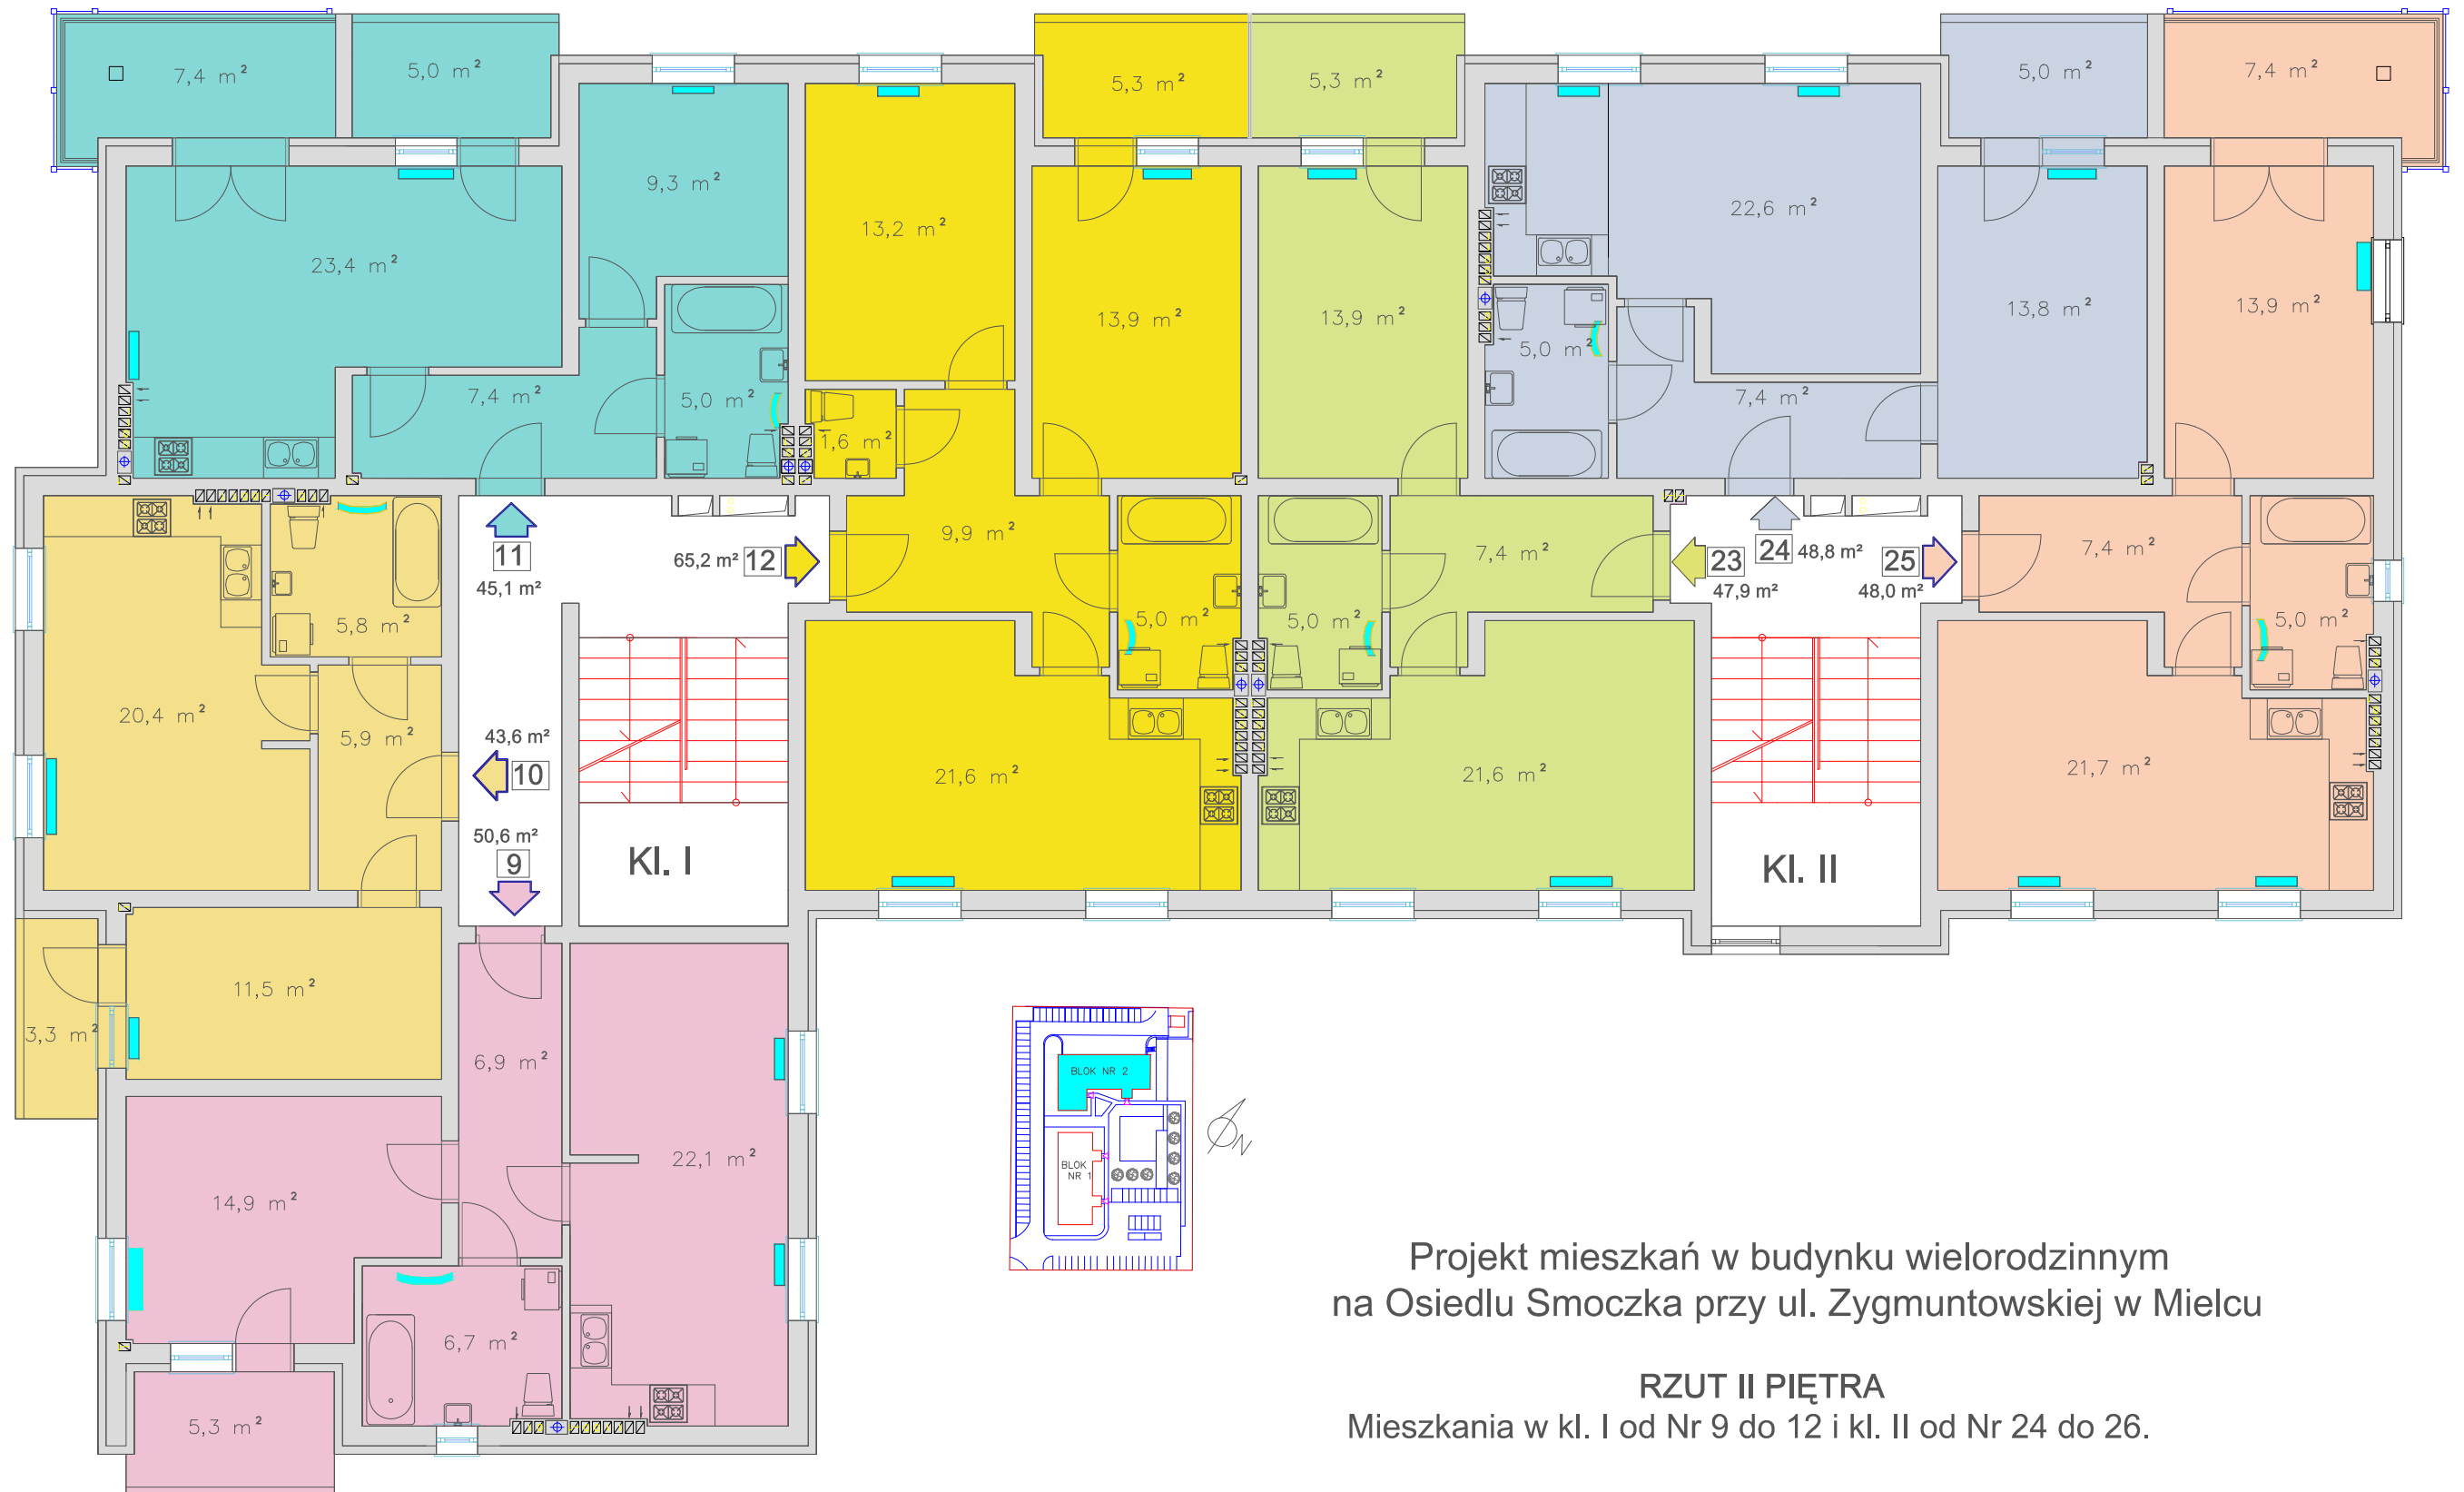 7,4 m²
5,0 m²
5,3 m²
5,3 m²
5,0 m²
7,4 m²
9,3 m²
13,2 m²
22,6 m²
23,4 m²
13,9 m²
13,9 m²
13,8 m²
13,9 m²
5,0 m²
7,4 m²
5,0 m²
1,6 m²
7,4 m²
9,9 m²
7,4 m²
7,4 m²
11
45,1 m²
65,2 m² 12
23
47,9 m²
24 48,8 m²
25
48,0 m²
5,8 m²
5,0 m²
5,0 m²
5,0 m²
20,4 m²
5,9 m²
43,6 m²
10
21,6 m²
21,6 m²
21,7 m²
50,6 m²
9
Kl. I
Kl. II
11,5 m²
3,3 m²
6,9 m²
22,1 m²
14,9 m²
6,7 m²
5,3 m²
BLOK NR 2
BLOK
NR 1
N
Projekt mieszkań w budynku wielorodzinnym
na Osiedlu Smoczka przy ul. Zygmuntowskiej w Mielcu
RZUT II PIĘTRA
Mieszkania w kl. I od Nr 9 do 12 i kl. II od Nr 24 do 26.